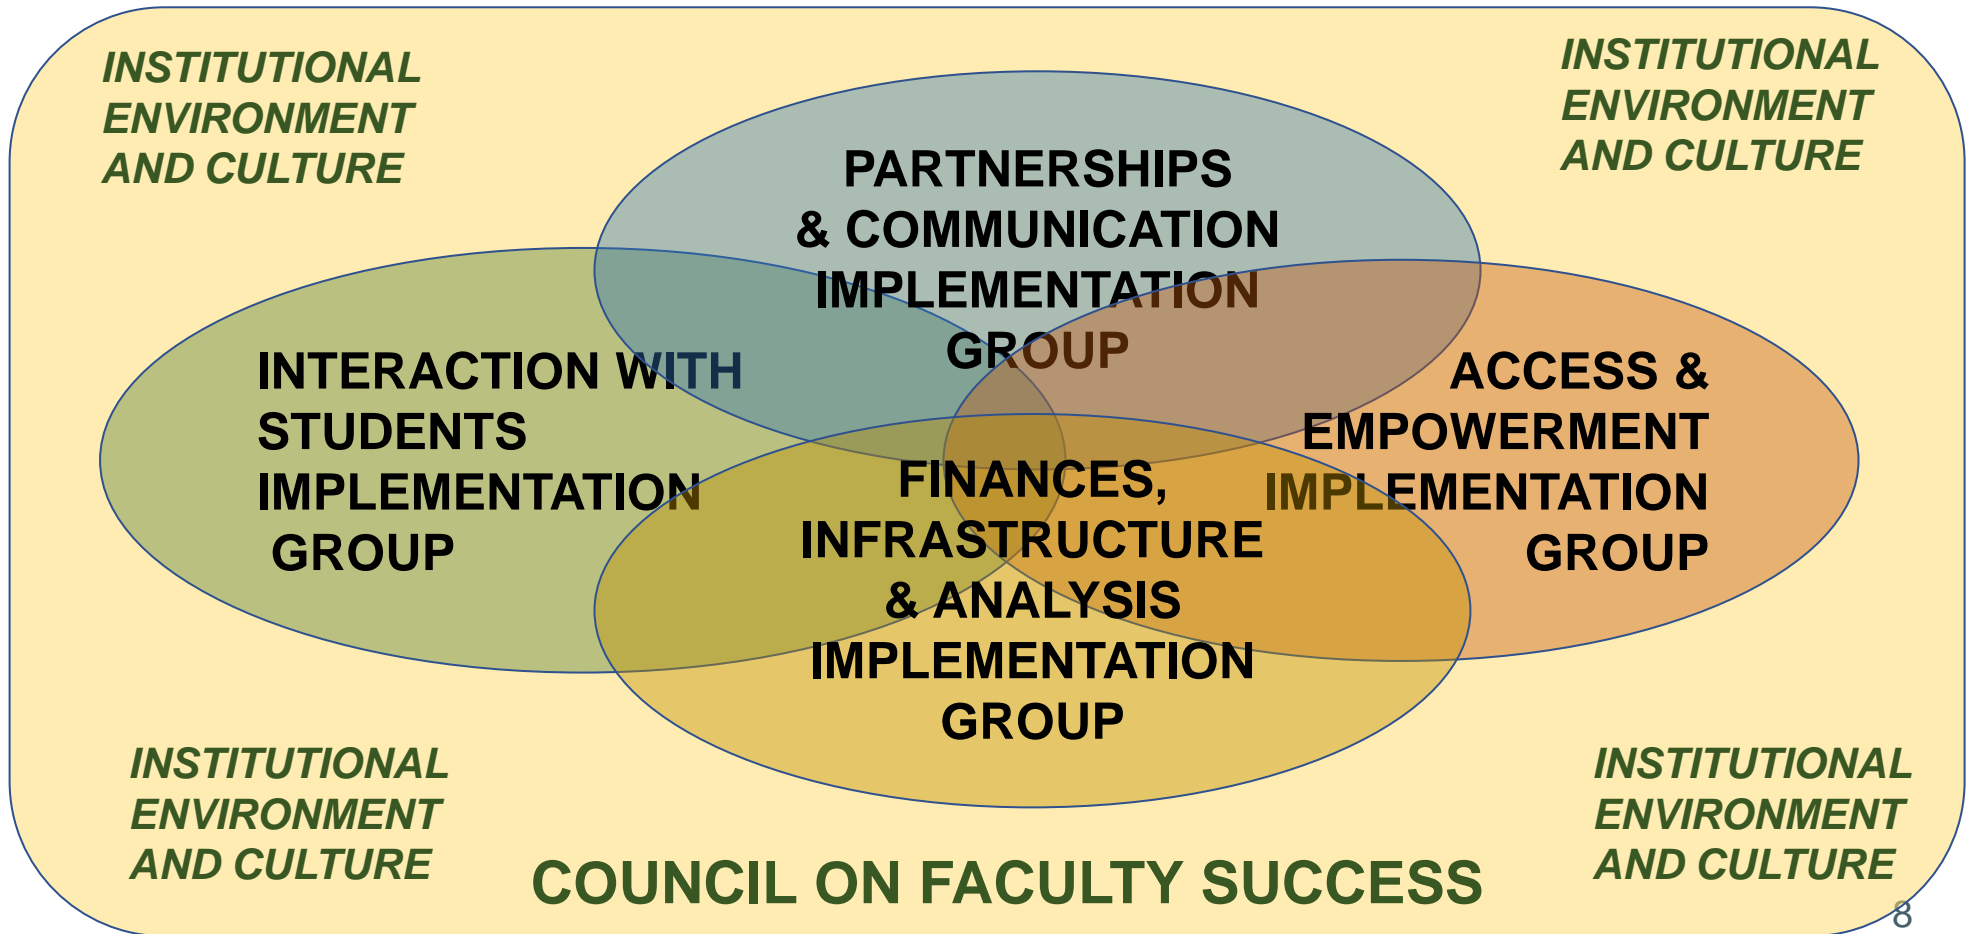 INSTITUTIONAL
ENVIRONMENT
AND CULTURE
INSTITUTIONAL
ENVIRONMENT
AND CULTURE
PARTNERSHIPS
& COMMUNICATION
IMPLEMENTATION
GROUP
INTERACTION WITH
STUDENTS
IMPLEMENTATION
GROUP
ACCESS &
EMPOWERMENT
IMPLEMENTATION
GROUP
FINANCES,
INFRASTRUCTURE
& ANALYSIS
IMPLEMENTATION
GROUP
INSTITUTIONAL
ENVIRONMENT
AND CULTURE
INSTITUTIONAL
ENVIRONMENT
AND CULTURE
COUNCIL ON FACULTY SUCCESS
8